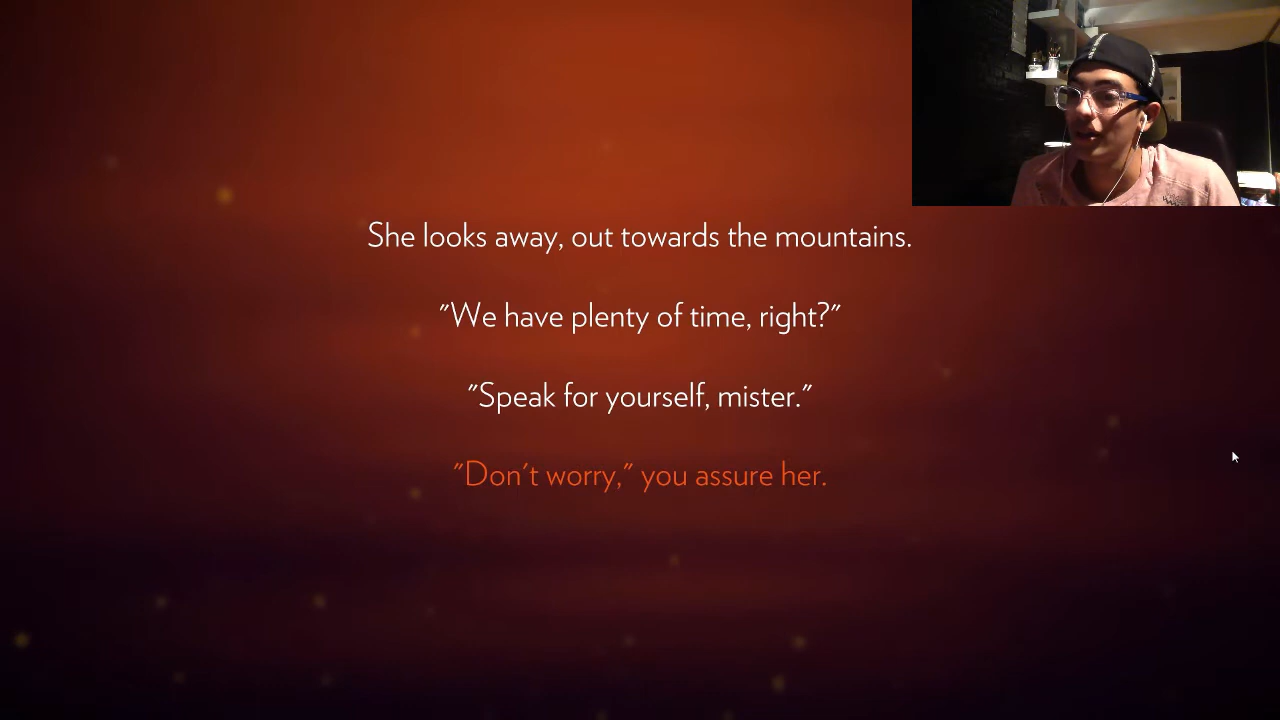 She looks away, out towards the mountains.
"We have plenty of time, right?"
"Speak for yourself, mister."
"Don't worry," you assure her.